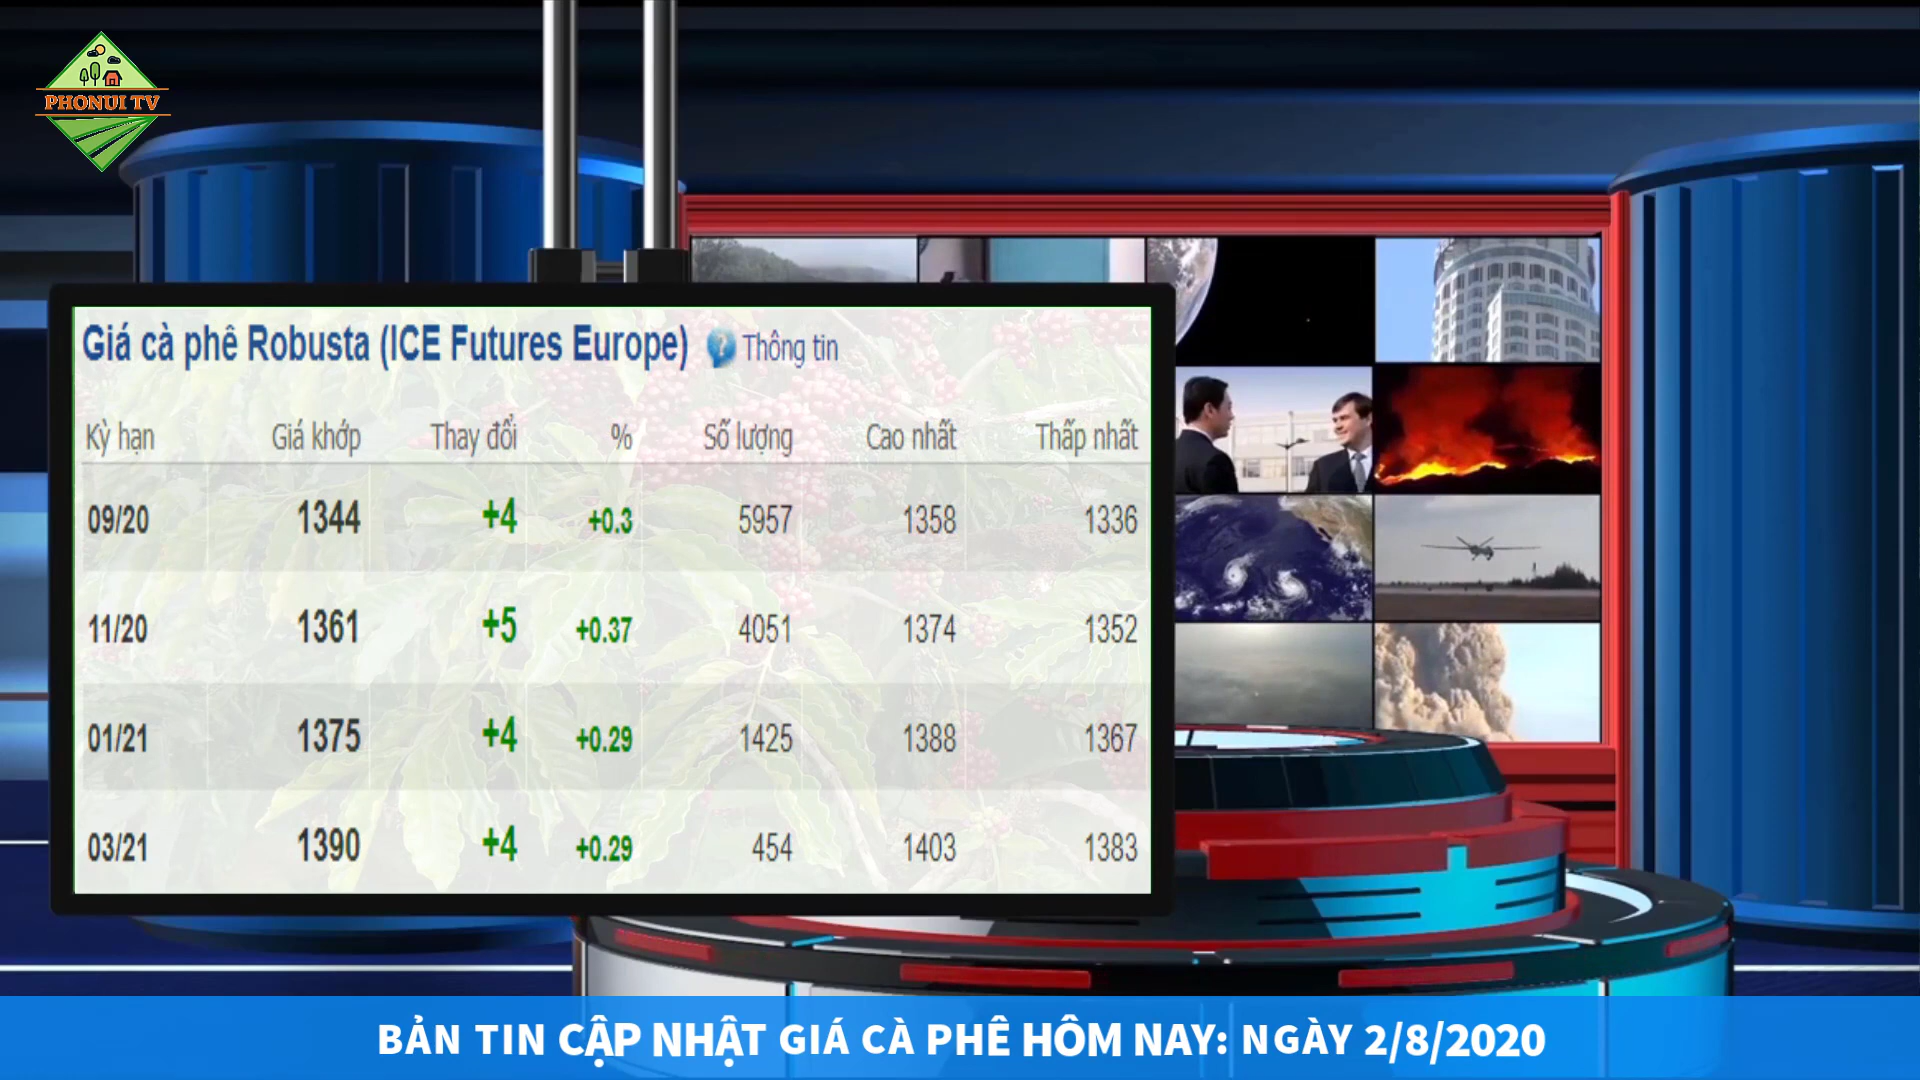 PHONUI TV
Giá cà phê Robusta (ICE Futures Europe) ? Thông tin
Kỳ hạn Giá khớp Thay đổi % Số lượng Cao nhất Thấp nhất
09/20 1344 +4 +0.3 5957 1358 1336
11/20 1361 +5 +0.37 4051 1374 1352
01/21 1375 +4 +0.29 1425 1388 1367
03/21 1390 +4 +0.29 454 1403 1383
BẢN TIN CẬP NHẬT GIÁ CÀ PHÊ HÔM NAY: NGÀY 2/8/2020